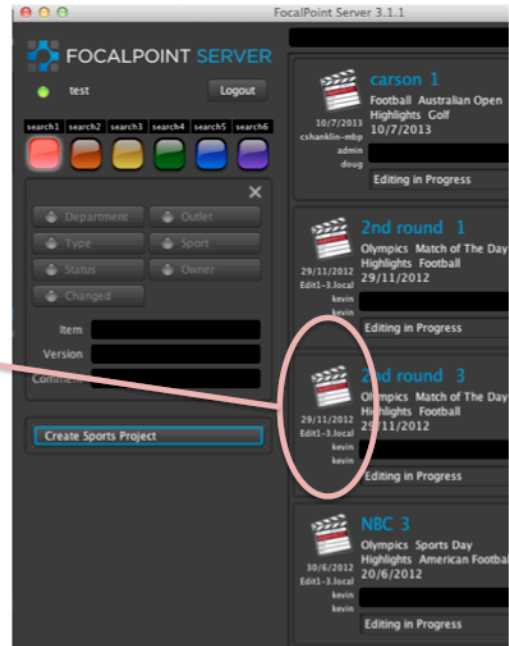 FocalPoint Server 3.1.1
FOCALPOINT SERVER
test
Logout
search1 search2 search3 search4 search5 search6
Department
Outlet
Type
Sport
Status
Owner
Changed
Item
Version
Comment
Create Sports Project
carson 1
Football Australian Open
Highlights Golf
10/7/2013
10/7/2013
cshanklin-mbp
admin
doug
Editing in Progress
2nd round 1
Olympics Match of The Day
Highlights Football
29/11/2012
29/11/2012
Edit1-3.local
kevin
kevin
Editing in Progress
2nd round 3
Olympics Match of The Day
Highlights Football
29/11/2012
29/11/2012
Edit1-3.local
kevin
kevin
Editing in Progress
NBC 3
Olympics Sports Day
Highlights American Footbal
30/6/2012
20/6/2012
Edit1-3.local
kevin
kevin
Editing in Progress